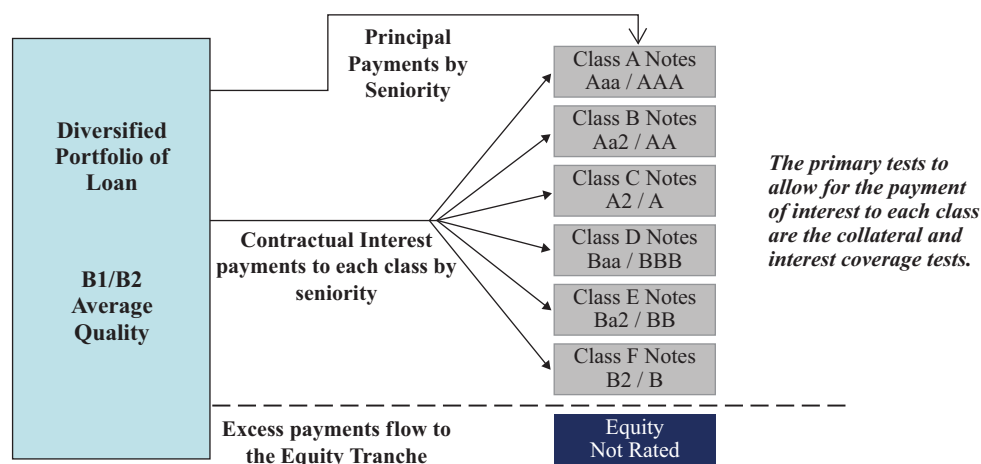 Diversified
Portfolio of
Loan
B1/B2
Average
Quality
Principal
Payments by
Seniority
Contractual Interest
payments to each class by
seniority
Class A Notes
Aaa / AAA
Class B Notes
Aa2 / AA
Class C Notes
A2 / A
Class D Notes
Baa / BBB
Class E Notes
Ba2 / BB
Class F Notes
B2 / B
The primary tests to
allow for the payment
of interest to each class
are the collateral and
interest coverage tests.
Excess payments flow to
the Equity Tranche
Equity
Not Rated